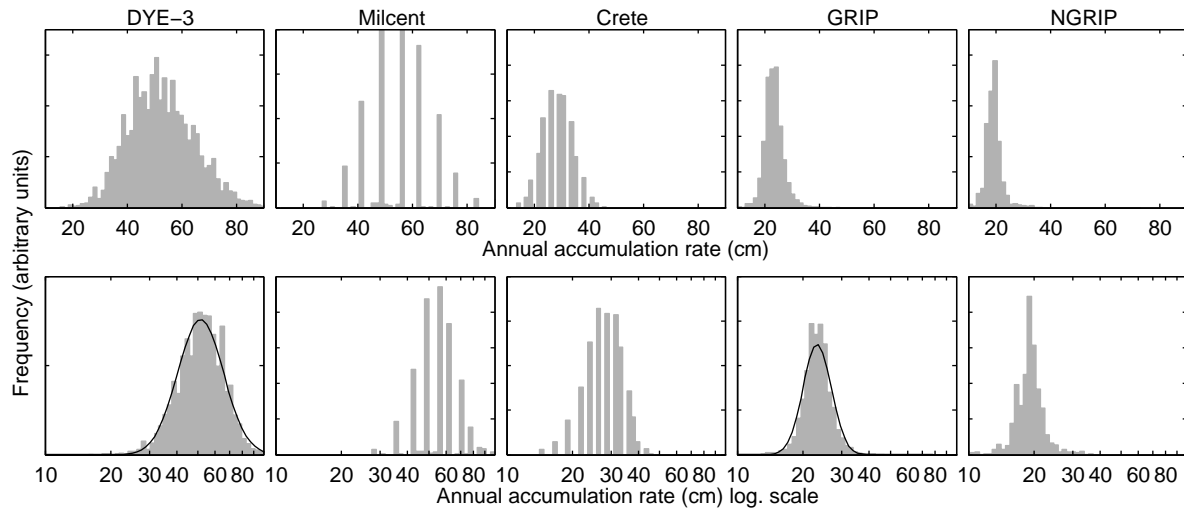 DYE−3 Milcent Crete GRIP NGRIP
Frequency (arbitrary units)
20 40 60 80 20 40 60 80 20 40 60 80 20 40 60 80 20 40 60 80
Annual accumulation rate (cm)
10 20 30 40 60 80 10 20 30 40 60 80 10 20 30 40 60 80 10 20 30 40 60 80 10 20 30 40 60 80
Annual accumulation rate (cm) log. scale